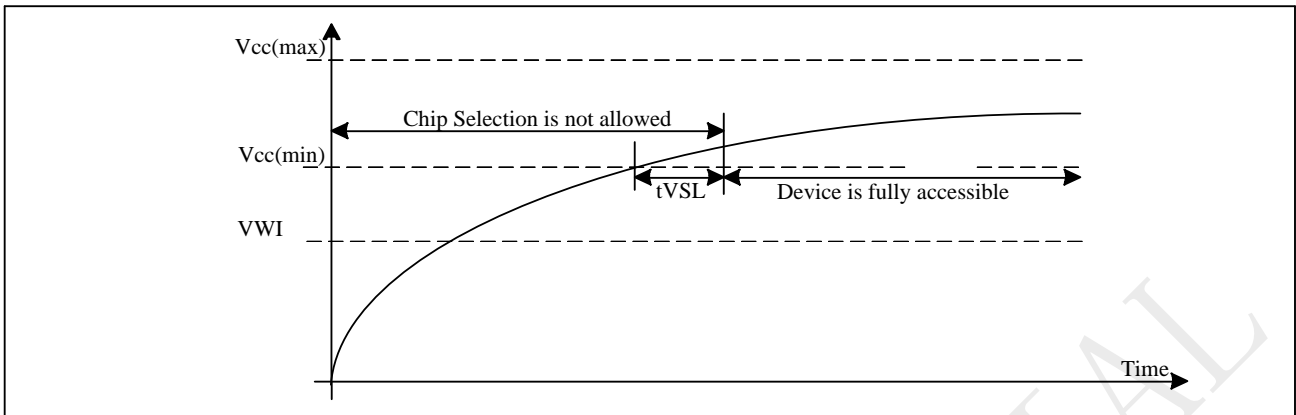 Vcc(max)
Chip Selection is not allowed
Vcc(min)
tVSL
Device is fully accessible
VWI
Time